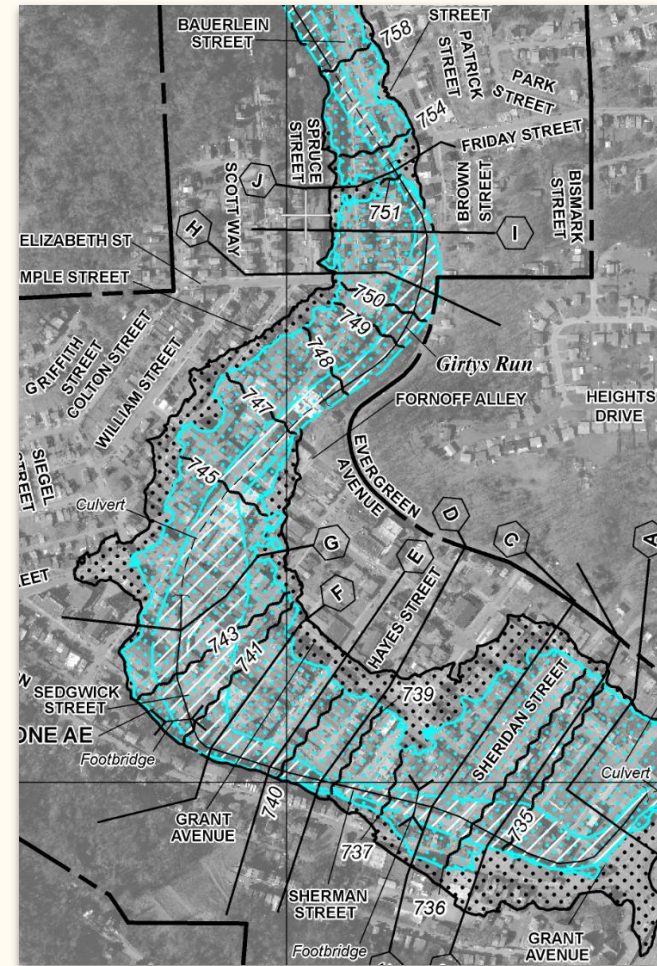 BAUERLEIN
STREET
STREET
758
PATRICK
STREET
PARK
STREET
754
FRIDAY STREET
SPRUCE
STREET
SCOTT WAY
J
751
BROWN
STREET
BISMARK
STREET
H
I
ELIZABETH ST
MPLE STREET
750
749
748
Girtys Run
GRIFFITH
STREET
COLTON STREET
WILLIAM STREET
747
FORNOFF ALLEY
HEIGHTS
DRIVE
EVERGREEN
AVENUE
SIEGEL
STREET
745
Culvert
G
E
D
C
A
F
REET
HAYES STREET
743
741
739
SHERIDAN STREET
SEDGWICK
STREET
ONE AE
Footbridge
Culvert
GRANT
AVENUE
740
737
735
SHERMAN
STREET
736
Footbridge
GRANT
AVENUE